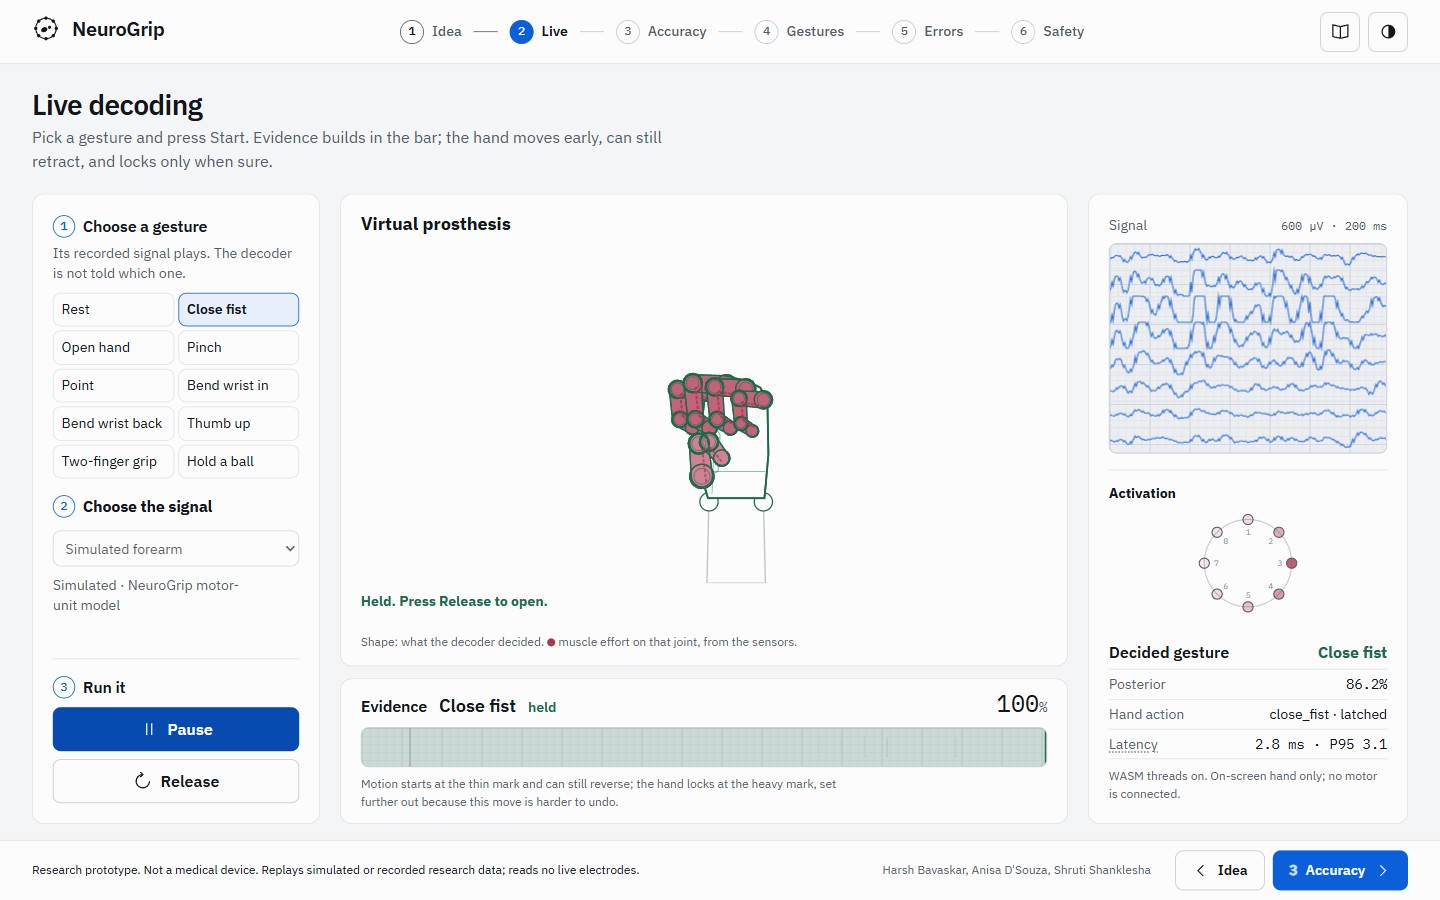 NeuroGrip
1 Idea
2 Live
3 Accuracy
4 Gestures
5 Errors
6 Safety
Live decoding
Pick a gesture and press Start. Evidence builds in the bar; the hand moves early, can still
retract, and locks only when sure.
1 Choose a gesture
Its recorded signal plays. The decoder
is not told which one.
Rest
Close fist
Open hand
Pinch
Point
Bend wrist in
Bend wrist back
Thumb up
Two-finger grip
Hold a ball
2 Choose the signal
Simulated forearm
Simulated · NeuroGrip motor-
unit model
3 Run it
Pause
Release
Virtual prosthesis
Held. Press Release to open.
Shape: what the decoder decided. muscle effort on that joint, from the sensors.
Evidence Close fist held 100%
Motion starts at the thin mark and can still reverse; the hand locks at the heavy mark, set
further out because this move is harder to undo.
Signal 600 µV · 200 ms
Activation
1
2
3
4
5
6
7
8
Decided gesture Close fist
Posterior 86.2%
Hand action close_fist · latched
Latency 2.8 ms · P95 3.1
WASM threads on. On-screen hand only; no motor
is connected.
Research prototype. Not a medical device. Replays simulated or recorded research data; reads no live electrodes.
Harsh Bavaskar, Anisa D'Souza, Shruti Shanklesha
Idea
3 Accuracy